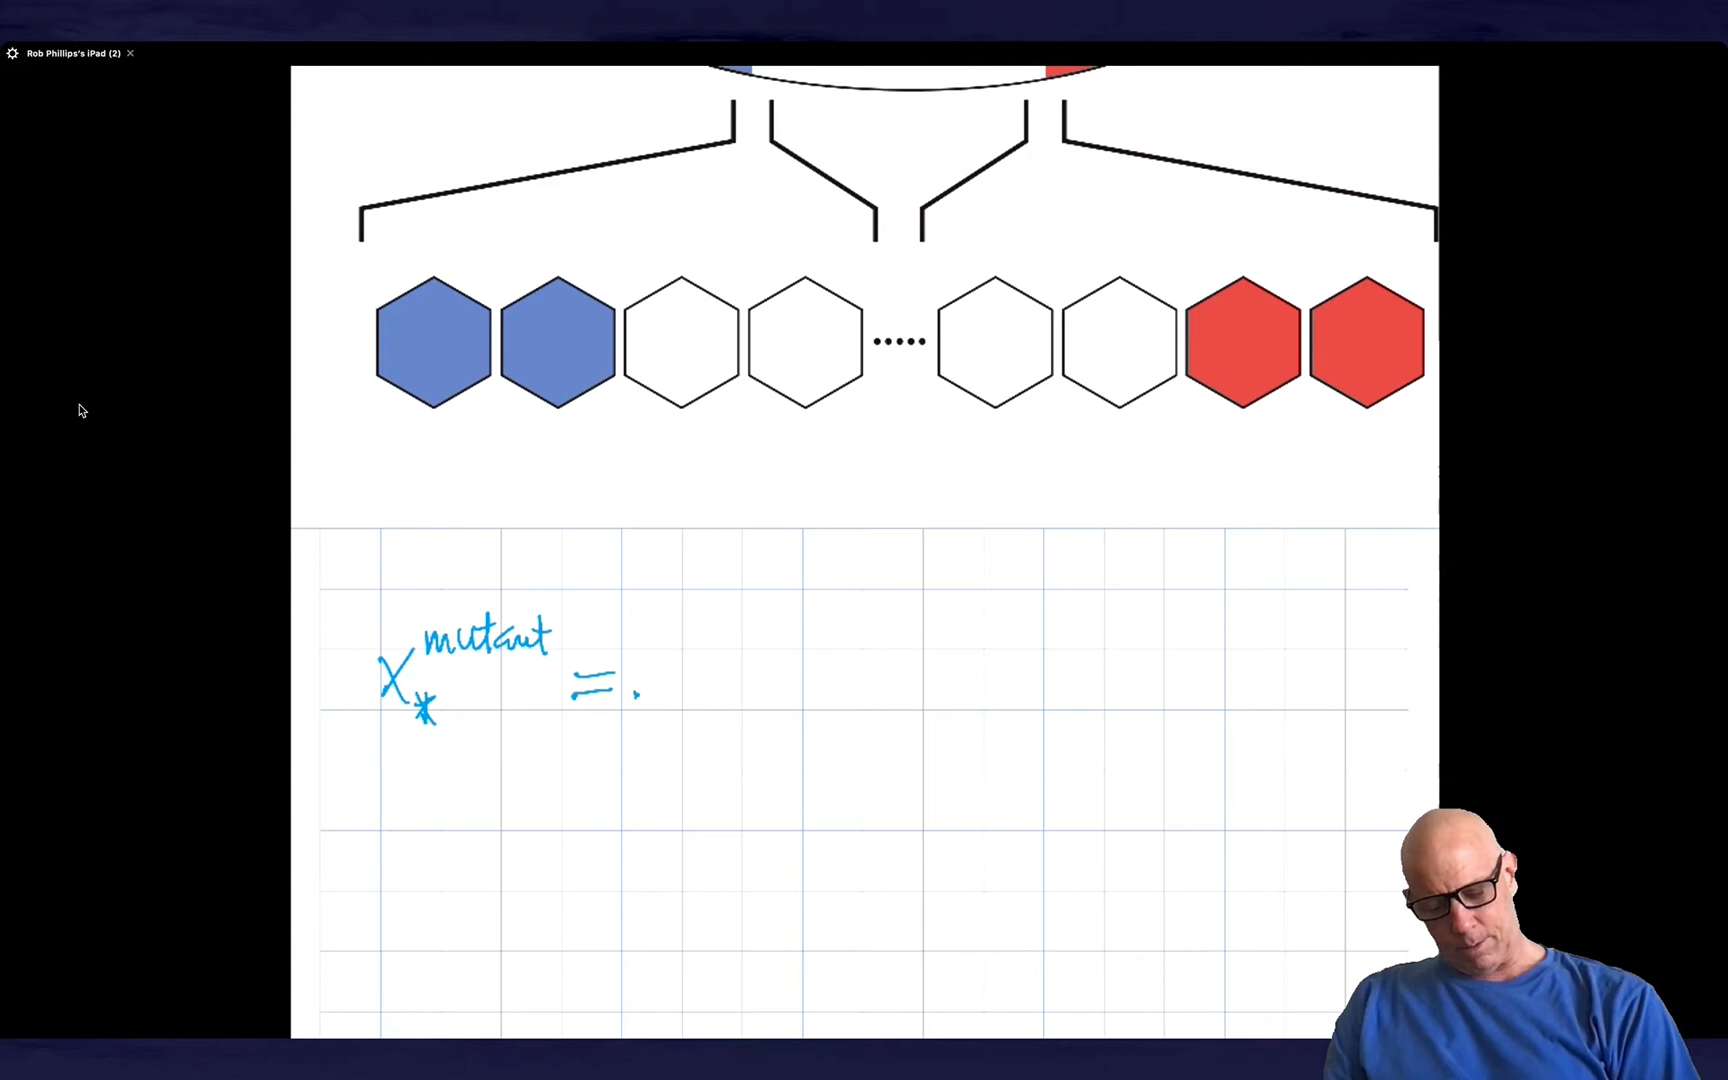 Rob Phillips's iPad (2)
X*^mutant = .